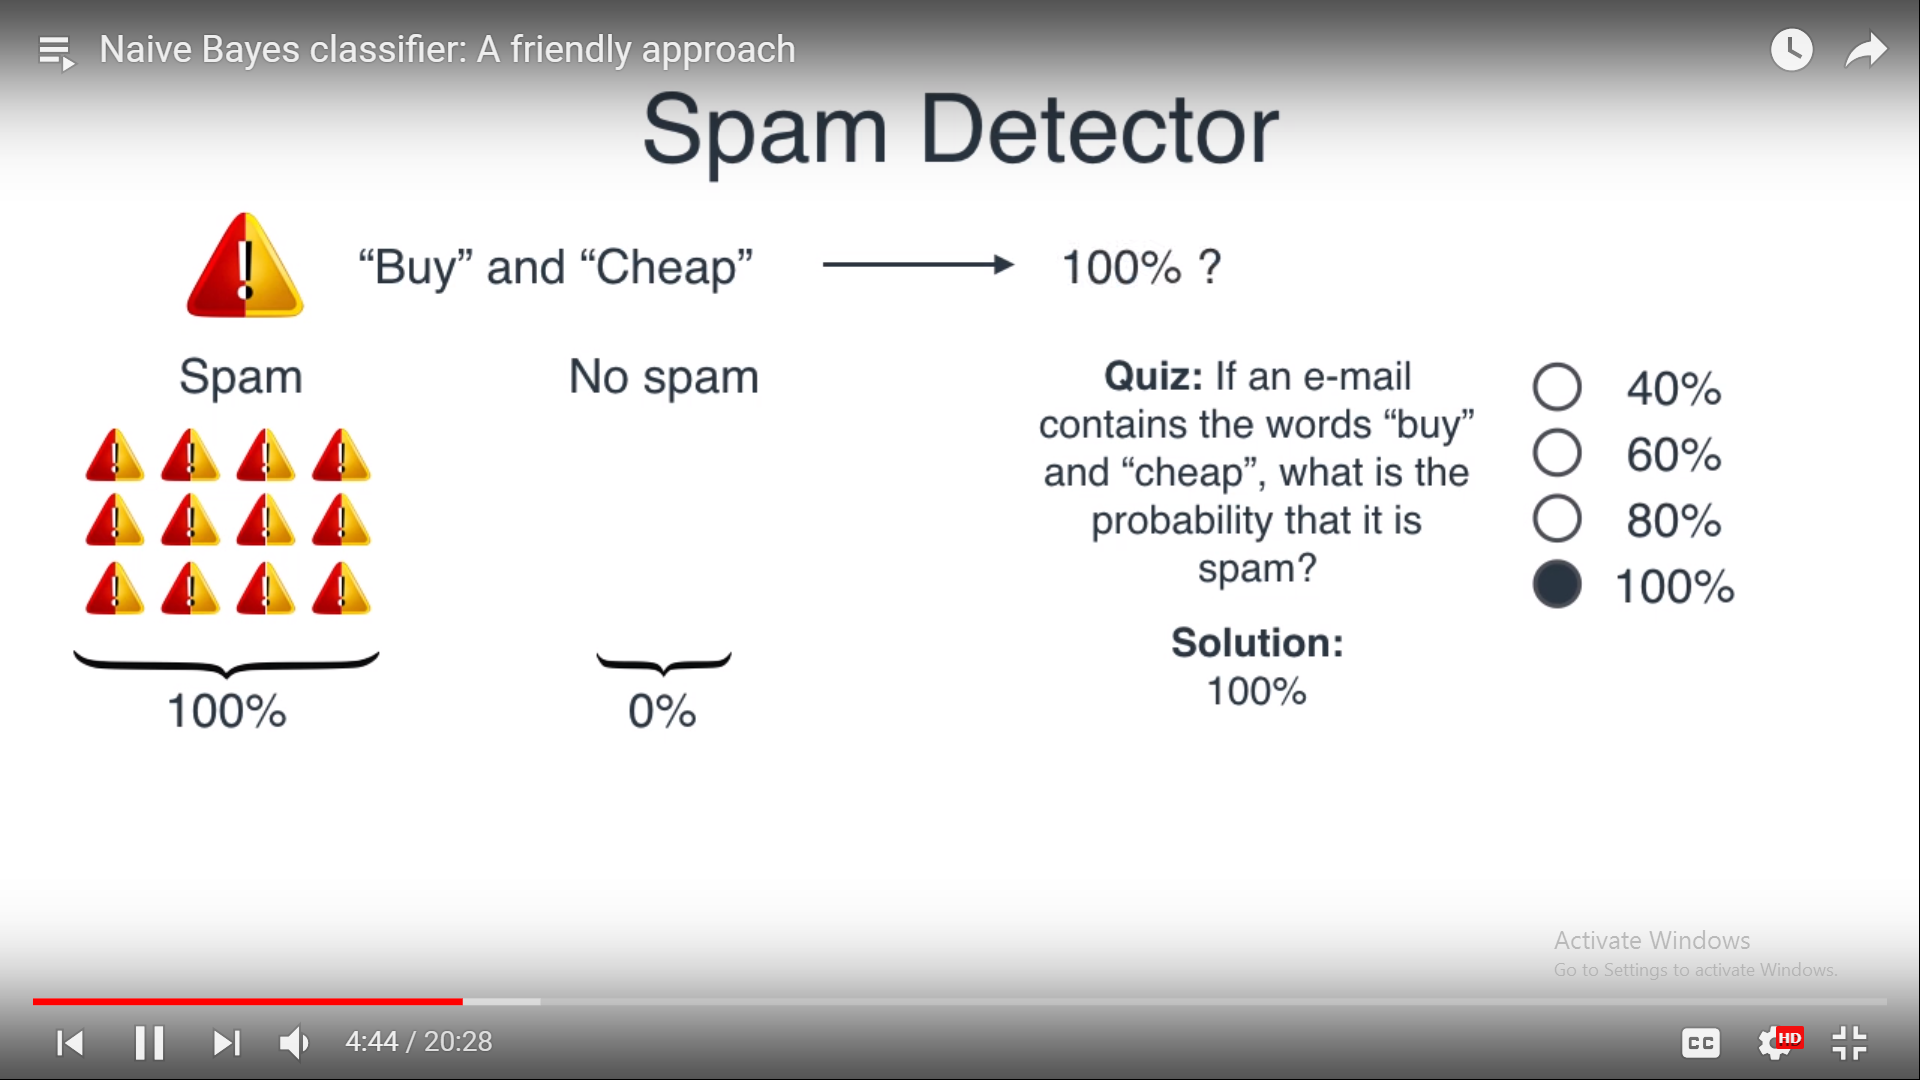 Naive Bayes classifier: A friendly approach
Spam Detector
“Buy” and “Cheap”
100% ?
Spam
No spam
100%
0%
Quiz: If an e-mail
contains the words “buy”
and “cheap”, what is the
probability that it is
spam?
40%
60%
80%
100%
Solution:
100%
Activate Windows
Go to Settings to activate Windows.
4:44 / 20:28
CC
HD